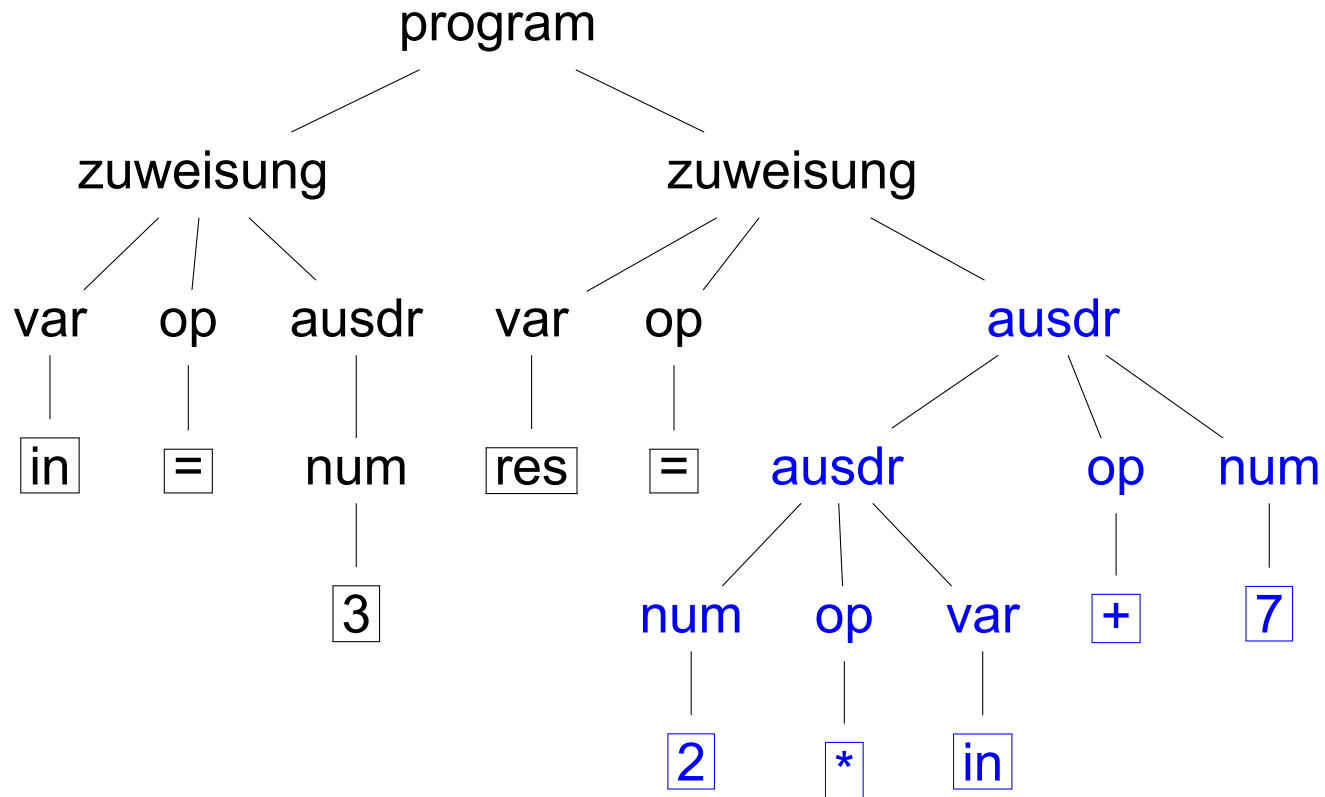 program
zuweisung zuweisung
var op ausdr var op ausdr
in = num res = ausdr op num
3 num op var + 7
2 * in